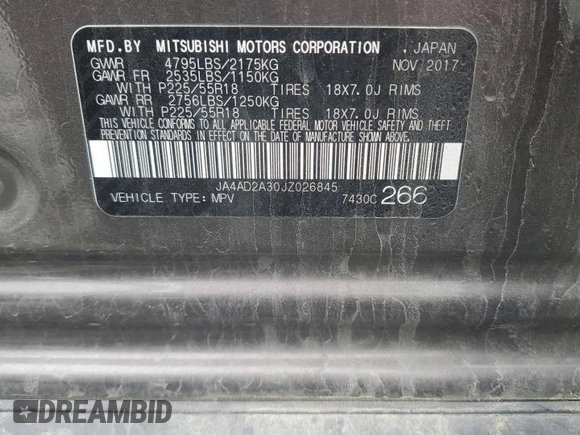 MFD.BY MITSUBISHI MOTORS CORPORATION . JAPAN
GVWR 4795LBS/2175KG NOV 2017
GAWR FR 2535LBS/1150KG
WITH P225/55R18 TIRES 18X7.0J RIMS
GAWR RR 2756LBS/1250KG
WITH P225/55R18 TIRES 18X7.0J RIMS
THIS VEHICLE CONFORMS TO ALL APPLICABLE FEDERAL MOTOR VEHICLE SAFETY AND THEFT
PREVENTION STANDARDS IN EFFECT ON THE DATE OF MANUFACTURE SHOWN ABOVE.
JA4AD2A30JZ026845
VEHICLE TYPE: MPV 7430C 266
DREAMBID